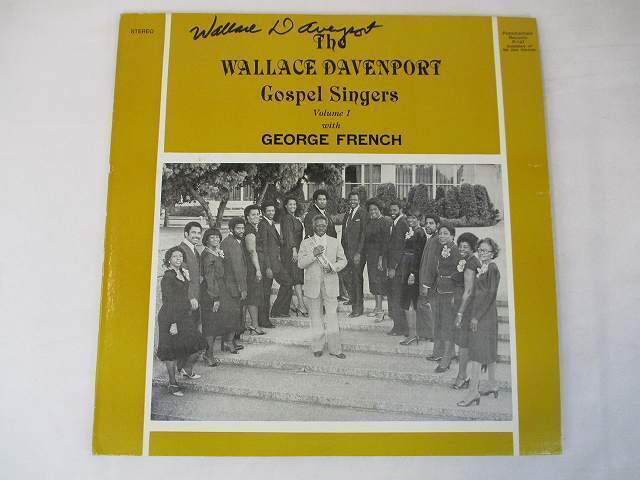 STEREO
Wallace Davenport
The
WALLACE DAVENPORT
Gospel Singers
Volume I
with
GEORGE FRENCH